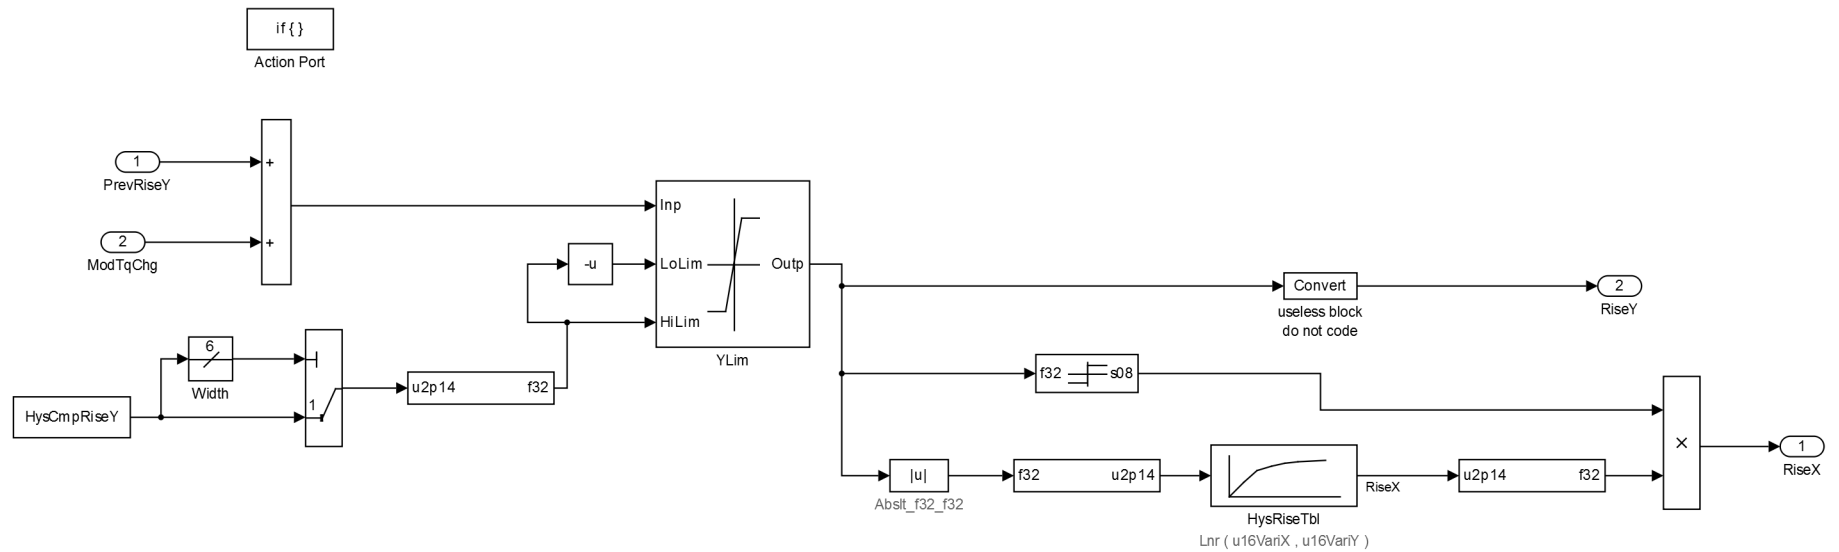 if { }
Action Port
1
PrevRiseY
2
ModTqChg
+
+
6
Width
HysCmpRiseY
1
u2p14 f32
-u
Inp
LoLim
HiLim
Outp
YLim
Convert
useless block
do not code
2
RiseY
f32 s08
|u|
Abslt_f32_f32
f32 u2p14
HysRiseTbl
Lnr ( u16VariX , u16VariY )
RiseX
u2p14 f32
×
1
RiseX